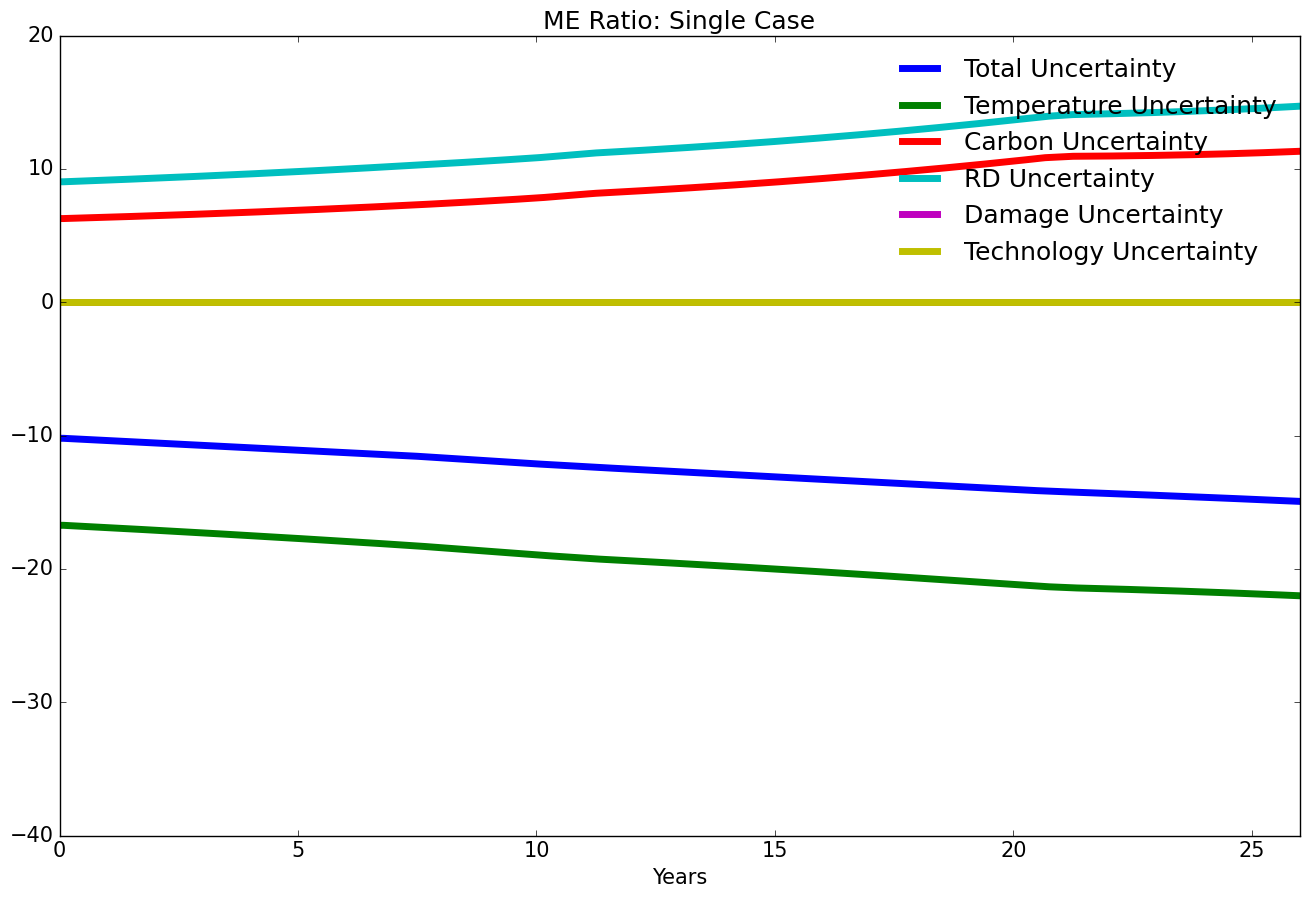 ME Ratio: Single Case
20
10
0
−10
−20
−30
−40
Total Uncertainty
Temperature Uncertainty
Carbon Uncertainty
RD Uncertainty
Damage Uncertainty
Technology Uncertainty
0 5 10 15 20 25
Years